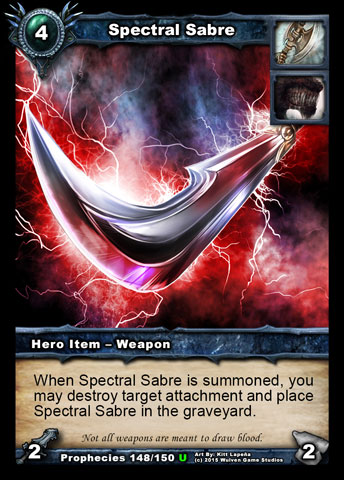 4
Spectral Sabre
Hero Item – Weapon
When Spectral Sabre is summoned, you
may destroy target attachment and place
Spectral Sabre in the graveyard.
Not all weapons are meant to draw blood.
2
Prophecies 148/150 U
Art By: Kitt Lapeña
(c) 2015 Wulven Game Studios
2